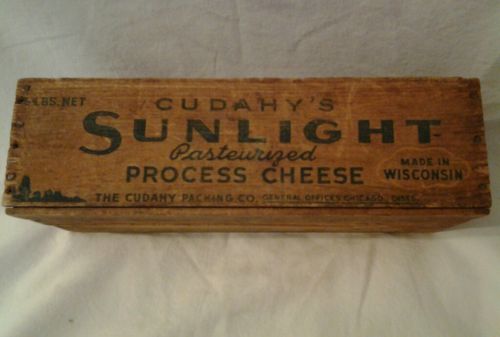 LBS. NET
CUDAHY'S
SUNLIGHT
Pasteurized
PROCESS CHEESE
MADE IN
WISCONSIN
THE CUDAHY PACKING CO. GENERAL OFFICES CHICAGO,